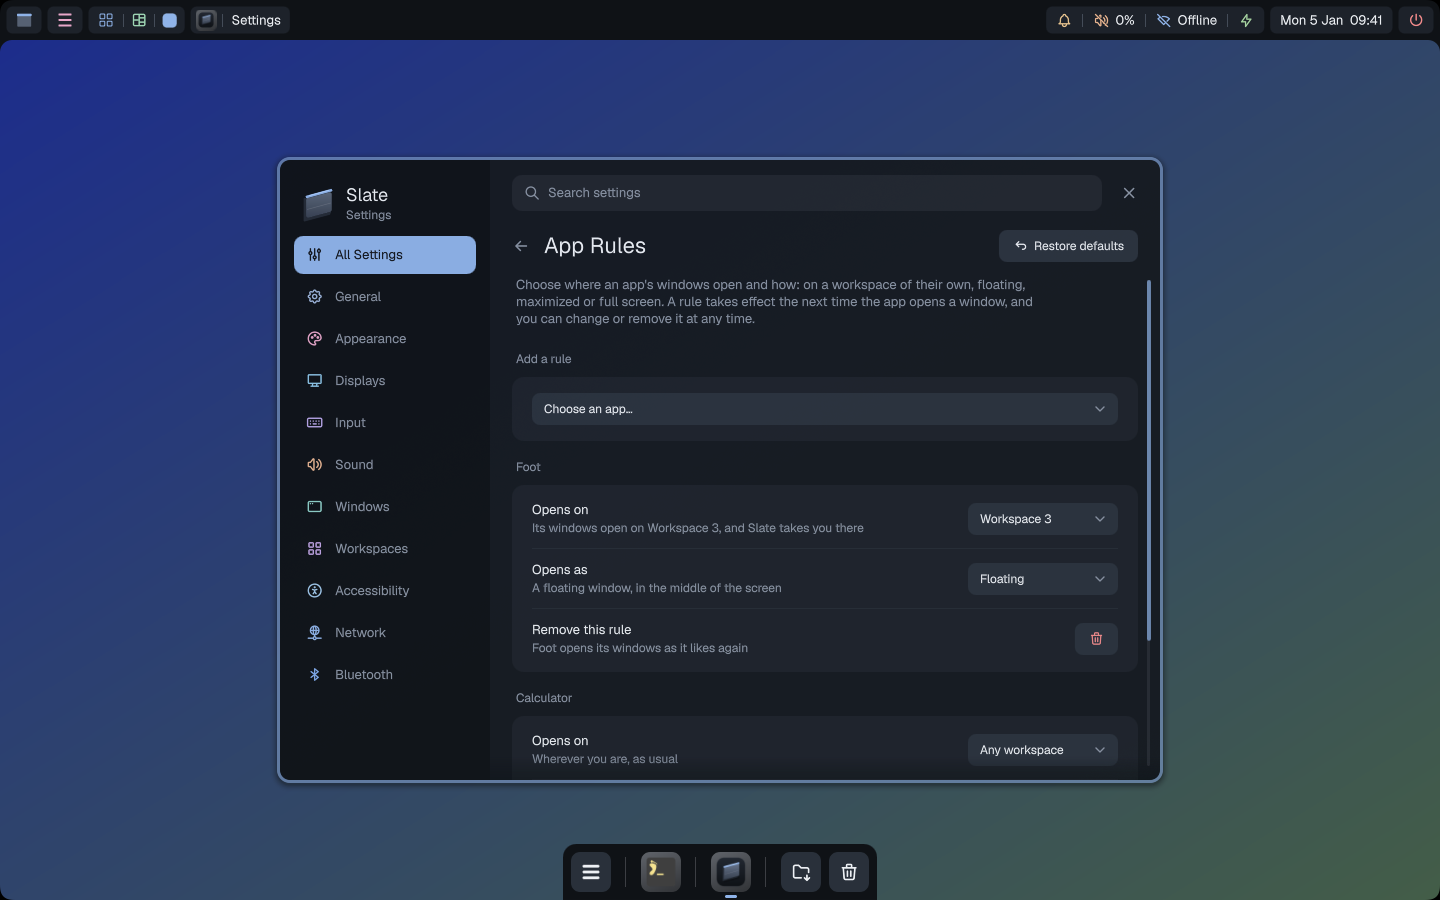 Settings
0%
Offline
Mon 5 Jan 09:41
Slate
Settings
Search settings
All Settings
General
Appearance
Displays
Input
Sound
Windows
Workspaces
Accessibility
Network
Bluetooth
App Rules
Restore defaults
Choose where an app's windows open and how: on a workspace of their own, floating,
maximized or full screen. A rule takes effect the next time the app opens a window, and
you can change or remove it at any time.
Add a rule
Choose an app...
Foot
Opens on
Its windows open on Workspace 3, and Slate takes you there
Workspace 3
Opens as
A floating window, in the middle of the screen
Floating
Remove this rule
Foot opens its windows as it likes again
Calculator
Opens on
Wherever you are, as usual
Any workspace